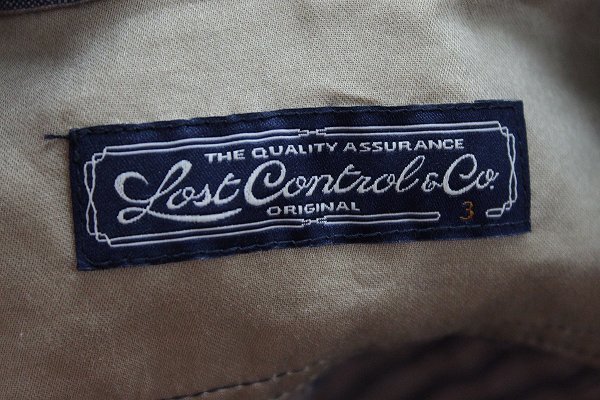 THE QUALITY ASSURANCE
Lost Control & Co.
ORIGINAL
3